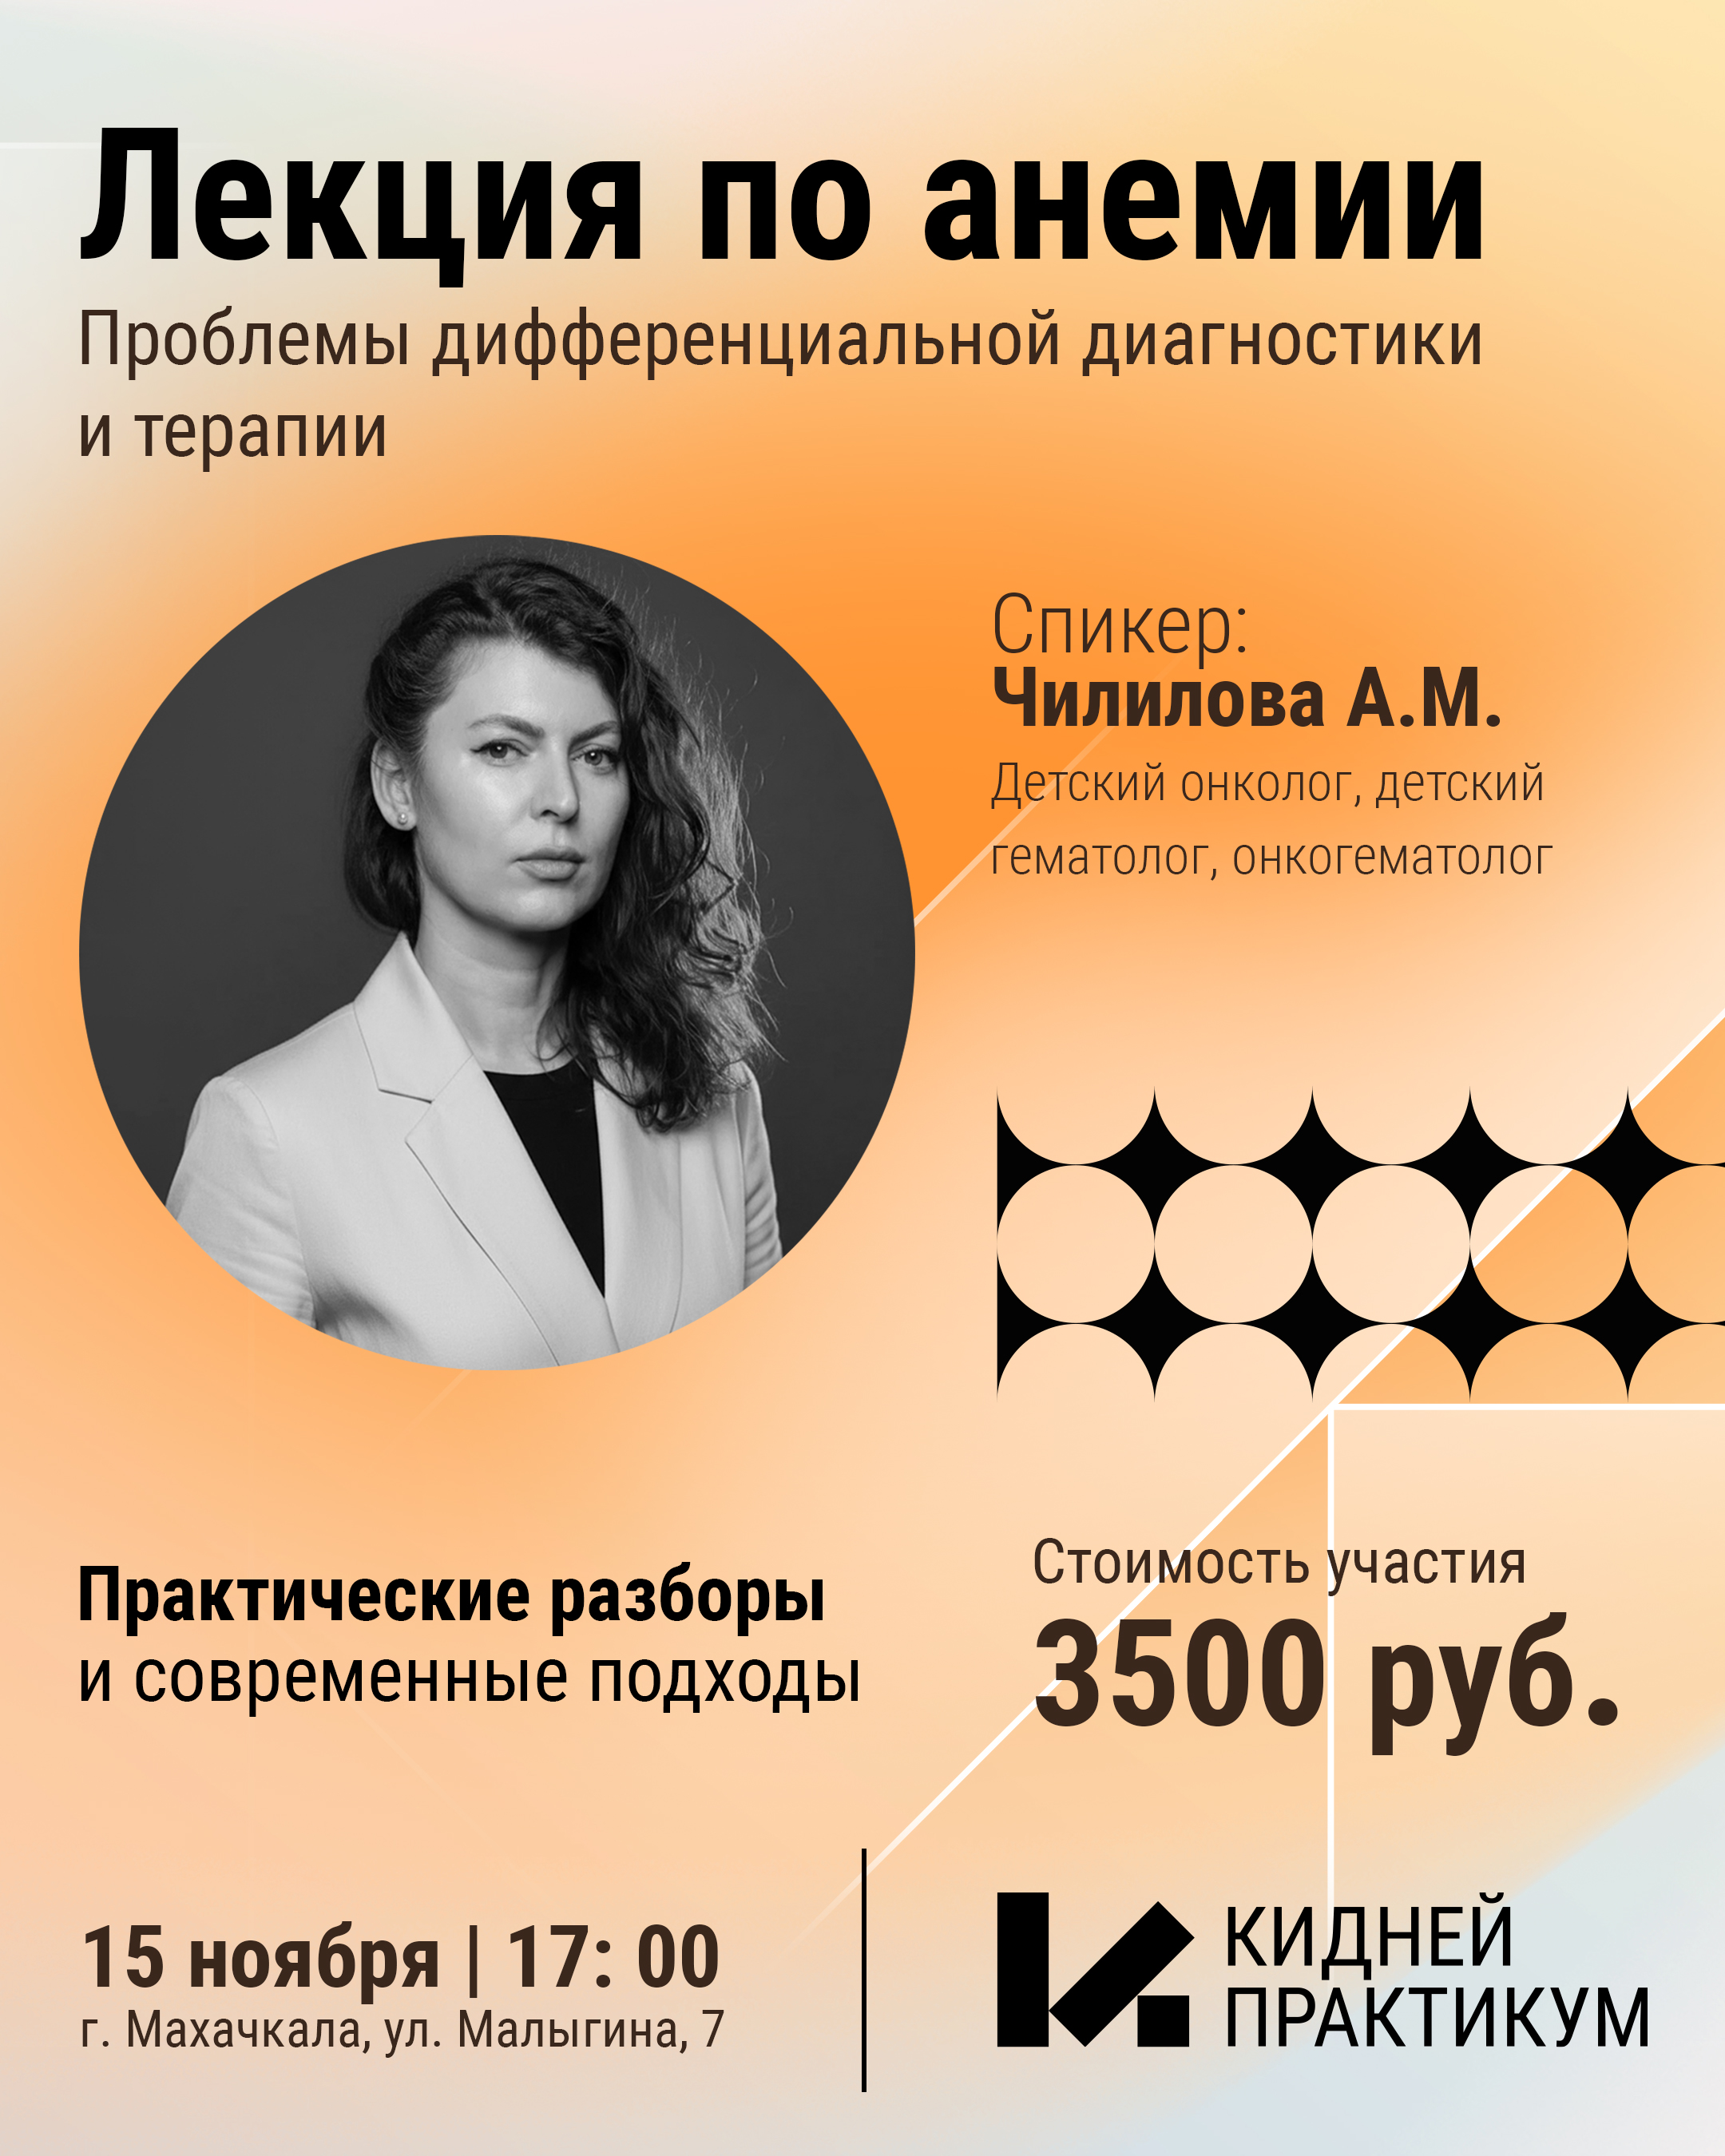 Лекция по анемии
Проблемы дифференциальной диагностики
и терапии
Спикер:
Чилилова А.М.
Детский онколог, детский
гематолог, онкогематолог
Практические разборы
и современные подходы
Стоимость участия
3500 руб.
15 ноября | 17: 00
г. Махачкала, ул. Малыгина, 7
КИДНЕЙ
ПРАКТИКУМ